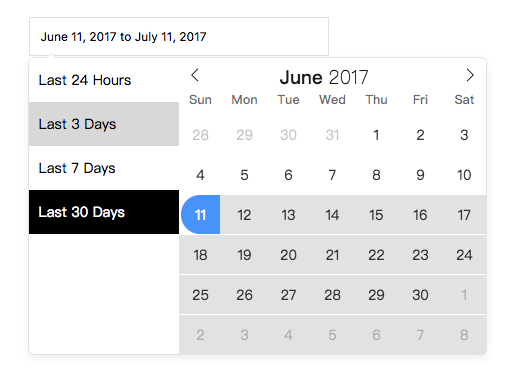 June 11, 2017 to July 11, 2017
Last 24 Hours
Last 3 Days
Last 7 Days
Last 30 Days
June 2017
Sun Mon Tue Wed Thu Fri Sat
28 29 30 31 1 2 3
4 5 6 7 8 9 10
11 12 13 14 15 16 17
18 19 20 21 22 23 24
25 26 27 28 29 30 1
2 3 4 5 6 7 8